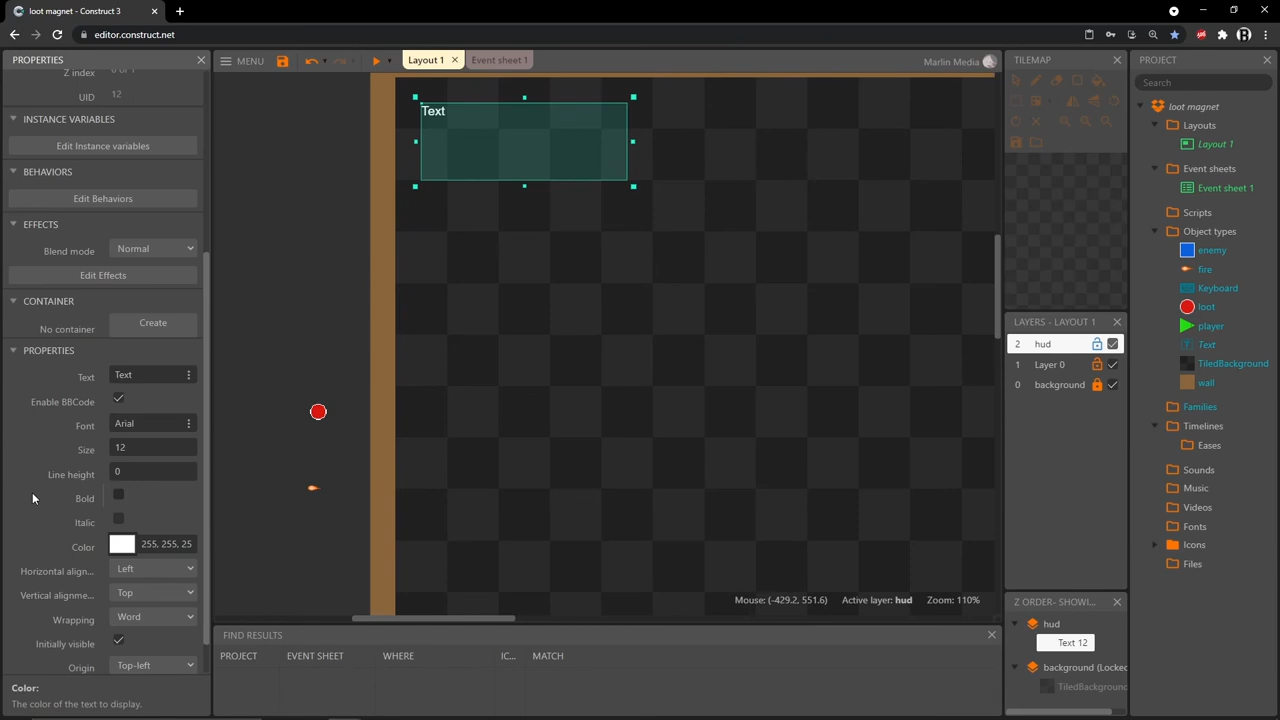 loot magnet - Construct 3
editor.construct.net
PROPERTIES
MENU
Layout 1
Event sheet 1
Marlin Media
TILEMAP
PROJECT
Z index
UID
12
INSTANCE VARIABLES
Edit Instance variables
BEHAVIORS
Edit Behaviors
EFFECTS
Blend mode
Normal
Edit Effects
CONTAINER
No container
Create
PROPERTIES
Text
Text
Enable BBCode
Font
Arial
Size
12
Line height
0
Bold
Italic
Color
255, 255, 25
Horizontal align...
Left
Vertical alignme...
Top
Wrapping
Word
Initially visible
Origin
Top-left
Color:
The color of the text to display.
Text
Mouse: (-429.2, 551.6)
Active layer: hud
Zoom: 110%
FIND RESULTS
PROJECT
EVENT SHEET
WHERE
IC...
MATCH
LAYERS - LAYOUT 1
2 hud
1 Layer 0
0 background
Z ORDER- SHOWI...
hud
Text 12
background (Locked
TiledBackground
Search
loot magnet
Layouts
Layout 1
Event sheets
Event sheet 1
Scripts
Object types
enemy
fire
Keyboard
loot
player
Text
TiledBackground
wall
Families
Timelines
Eases
Sounds
Music
Videos
Fonts
Icons
Files